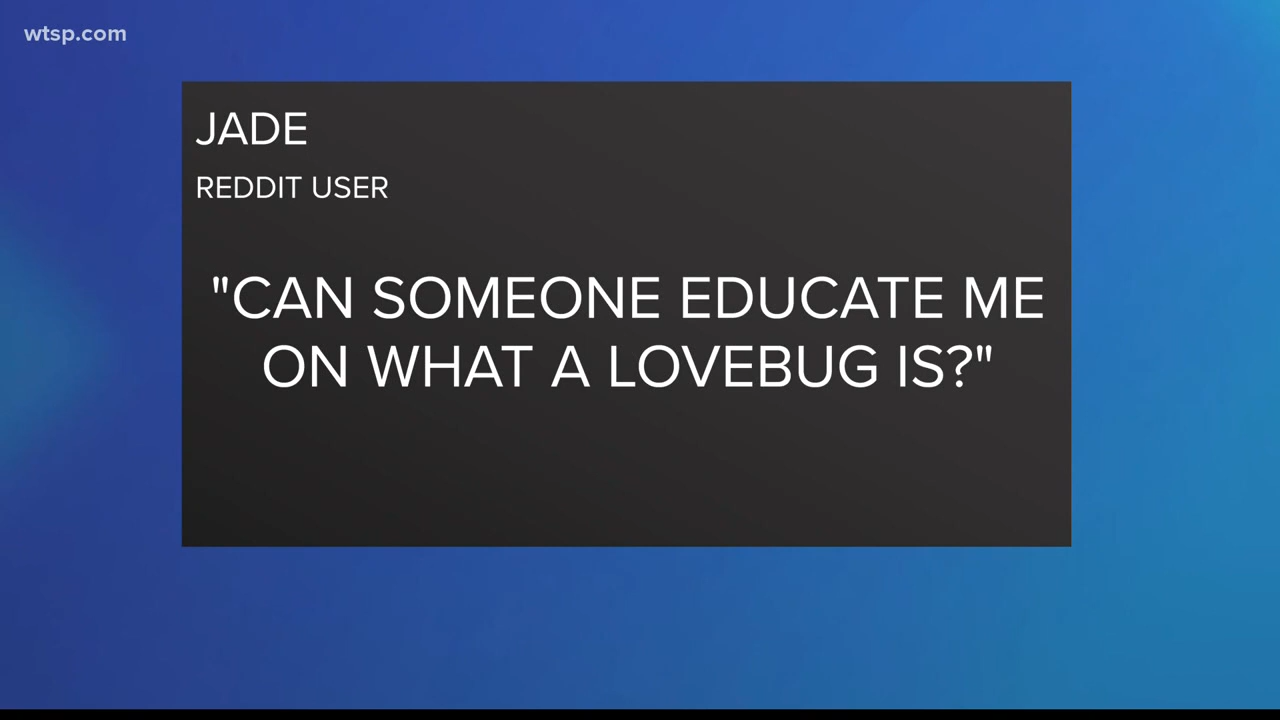 wtsp.com
JADE
REDDIT USER
"CAN SOMEONE EDUCATE ME
ON WHAT A LOVEBUG IS?"